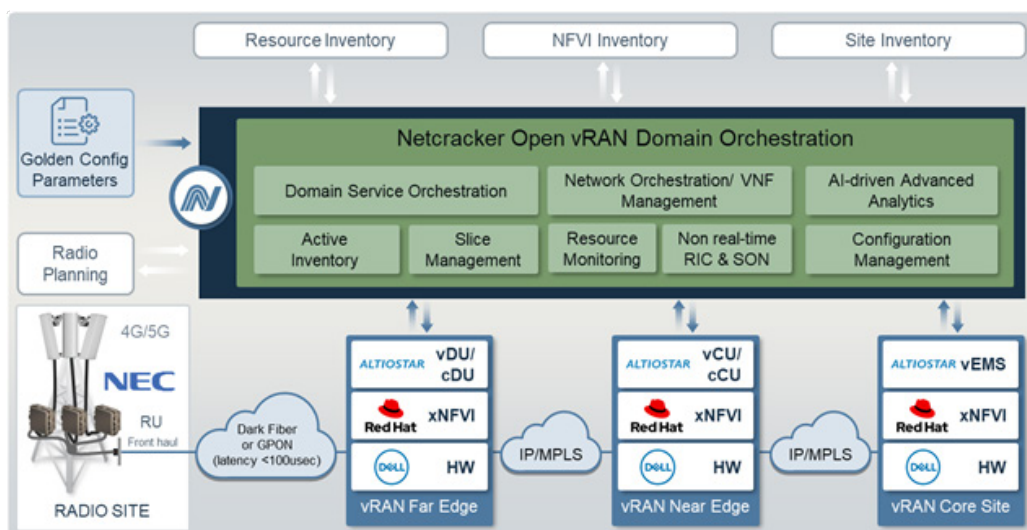 Resource Inventory
NFVI Inventory
Site Inventory
Golden Config
Parameters
Netcracker Open vRAN Domain Orchestration
Domain Service Orchestration
Network Orchestration/ VNF
Management
AI-driven Advanced
Analytics
Active
Inventory
Slice
Management
Resource
Monitoring
Non real-time
RIC & SON
Configuration
Management
Radio
Planning
4G/5G
NEC
RU
Front haul
RADIO SITE
Dark Fiber
or GPON
(latency <100usec)
ALTIOSTAR vDU/
cDU
Red Hat xNFVI
DELL HW
vRAN Far Edge
IP/MPLS
ALTIOSTAR vCU/
cCU
Red Hat xNFVI
DELL HW
vRAN Near Edge
IP/MPLS
ALTIOSTAR vEMS
Red Hat xNFVI
DELL HW
vRAN Core Site